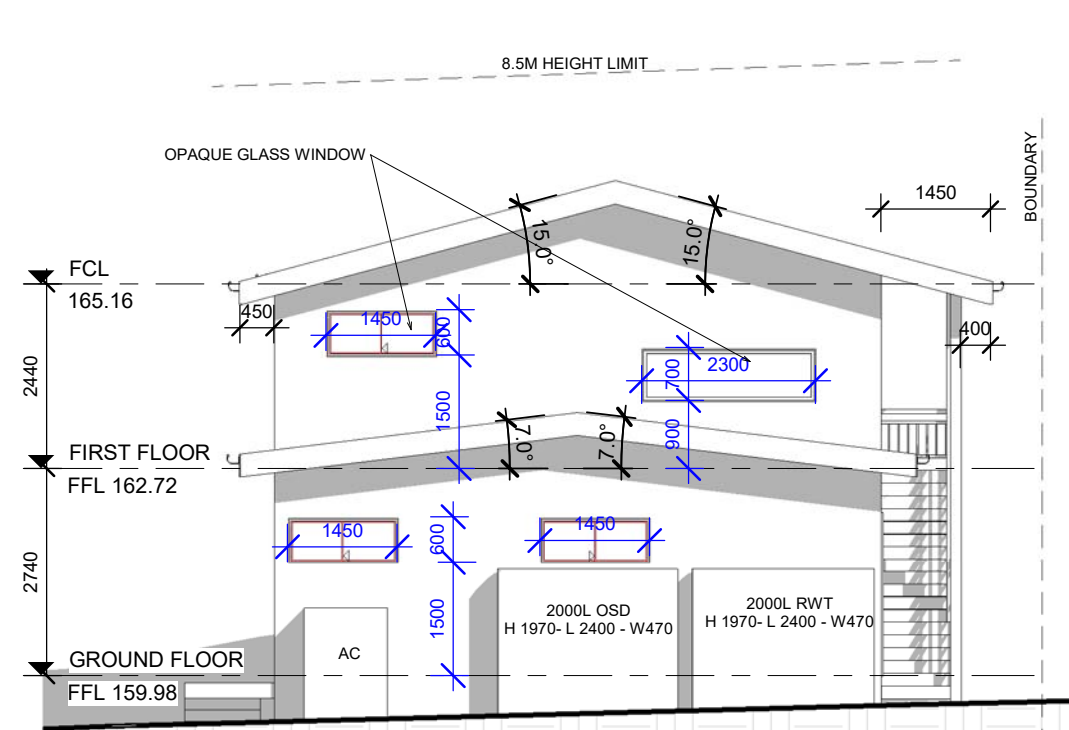 8.5M HEIGHT LIMIT
OPAQUE GLASS WINDOW
BOUNDARY
1450
15.0°
15.0°
FCL
165.16
450
1450
600
400
2300
700
2440
1500
900
7.0°
7.0°
FIRST FLOOR
FFL 162.72
1450
600
1450
2740
1500
2000L OSD
H 1970- L 2400 - W470
2000L RWT
H 1970- L 2400 - W470
AC
GROUND FLOOR
FFL 159.98